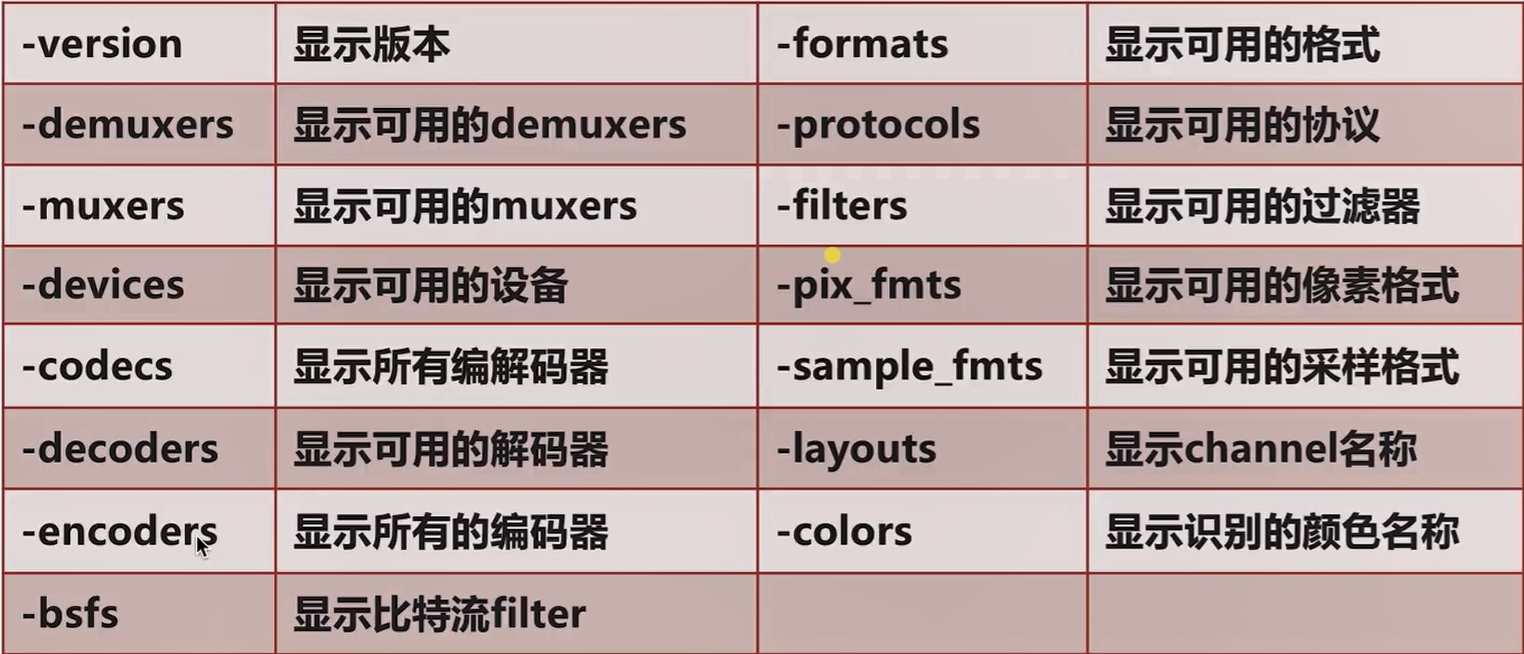 -version 显示版本 -formats 显示可用的格式
-demuxers 显示可用的demuxers -protocols 显示可用的协议
-muxers 显示可用的muxers -filters 显示可用的过滤器
-devices 显示可用的设备 -pix_fmts 显示可用的像素格式
-codecs 显示所有编解码器 -sample_fmts 显示可用的采样格式
-decoders 显示可用的解码器 -layouts 显示channel名称
-encoders 显示所有的编码器 -colors 显示识别的颜色名称
-bsfs 显示比特流filter